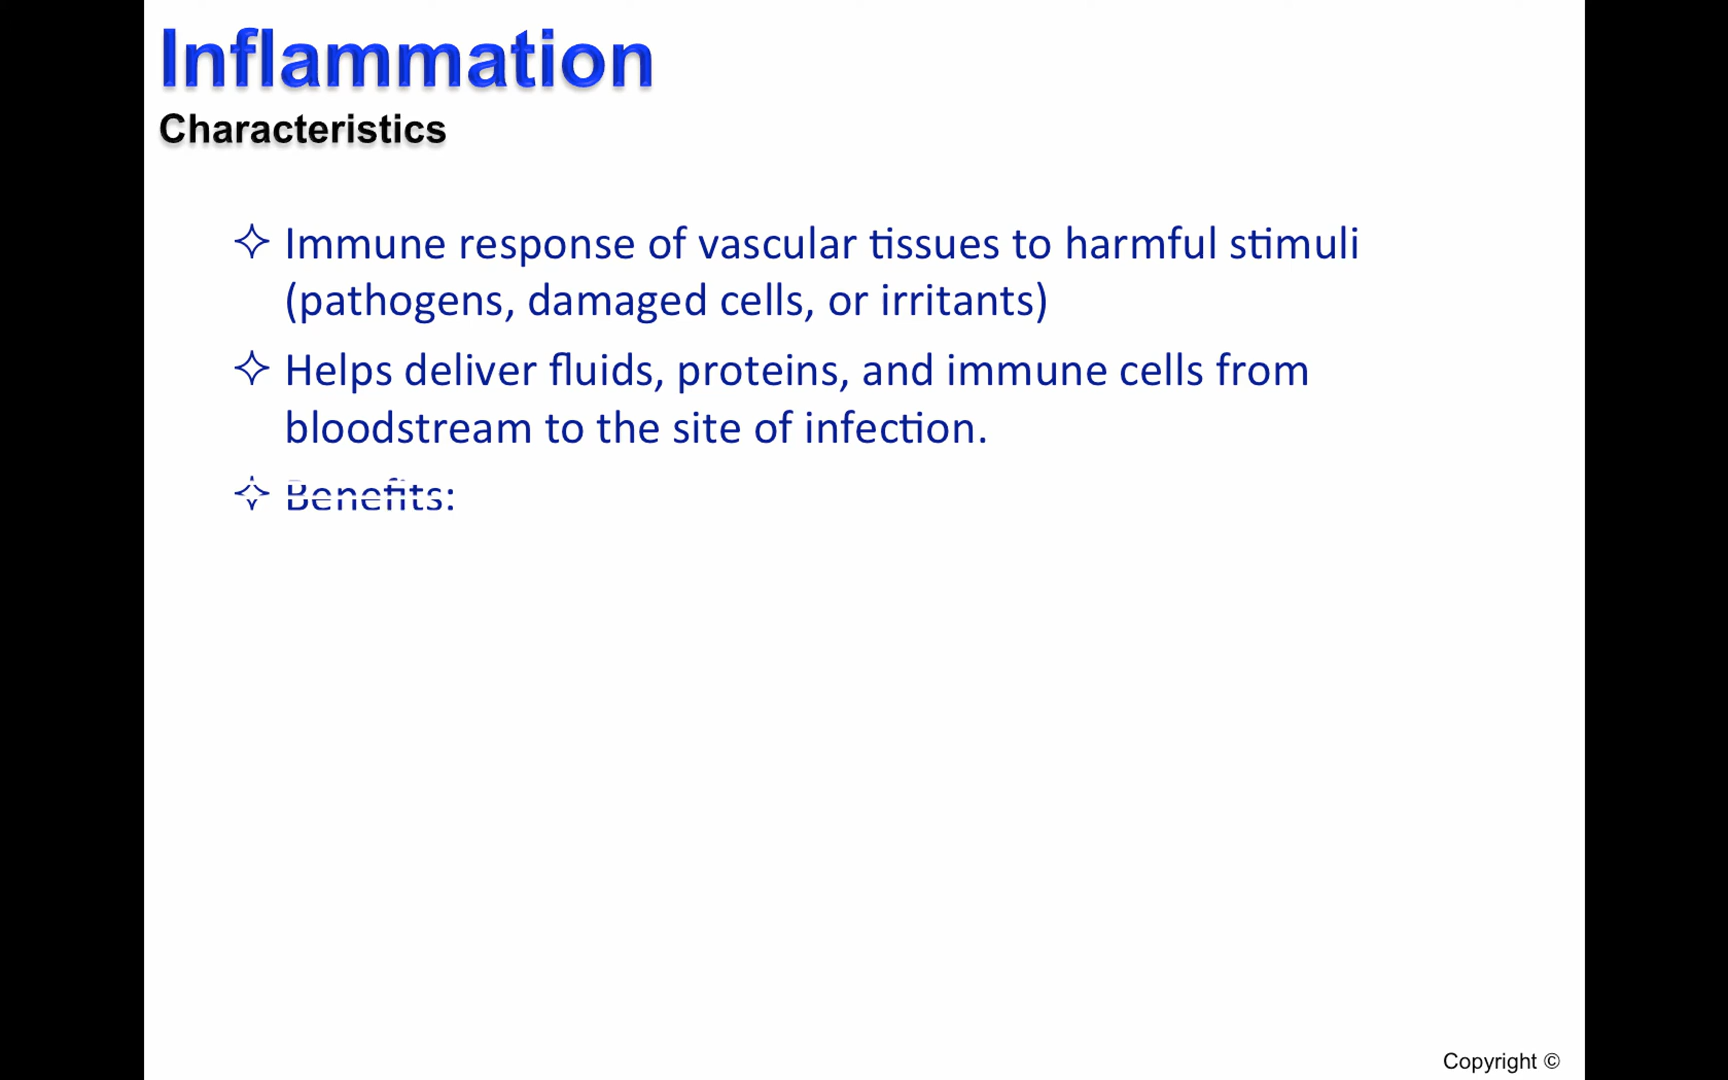 Inflammation
Characteristics
✧ Immune response of vascular tissues to harmful stimuli
(pathogens, damaged cells, or irritants)
✧ Helps deliver fluids, proteins, and immune cells from
bloodstream to the site of infection.
✧ Benefits:
Copyright ©